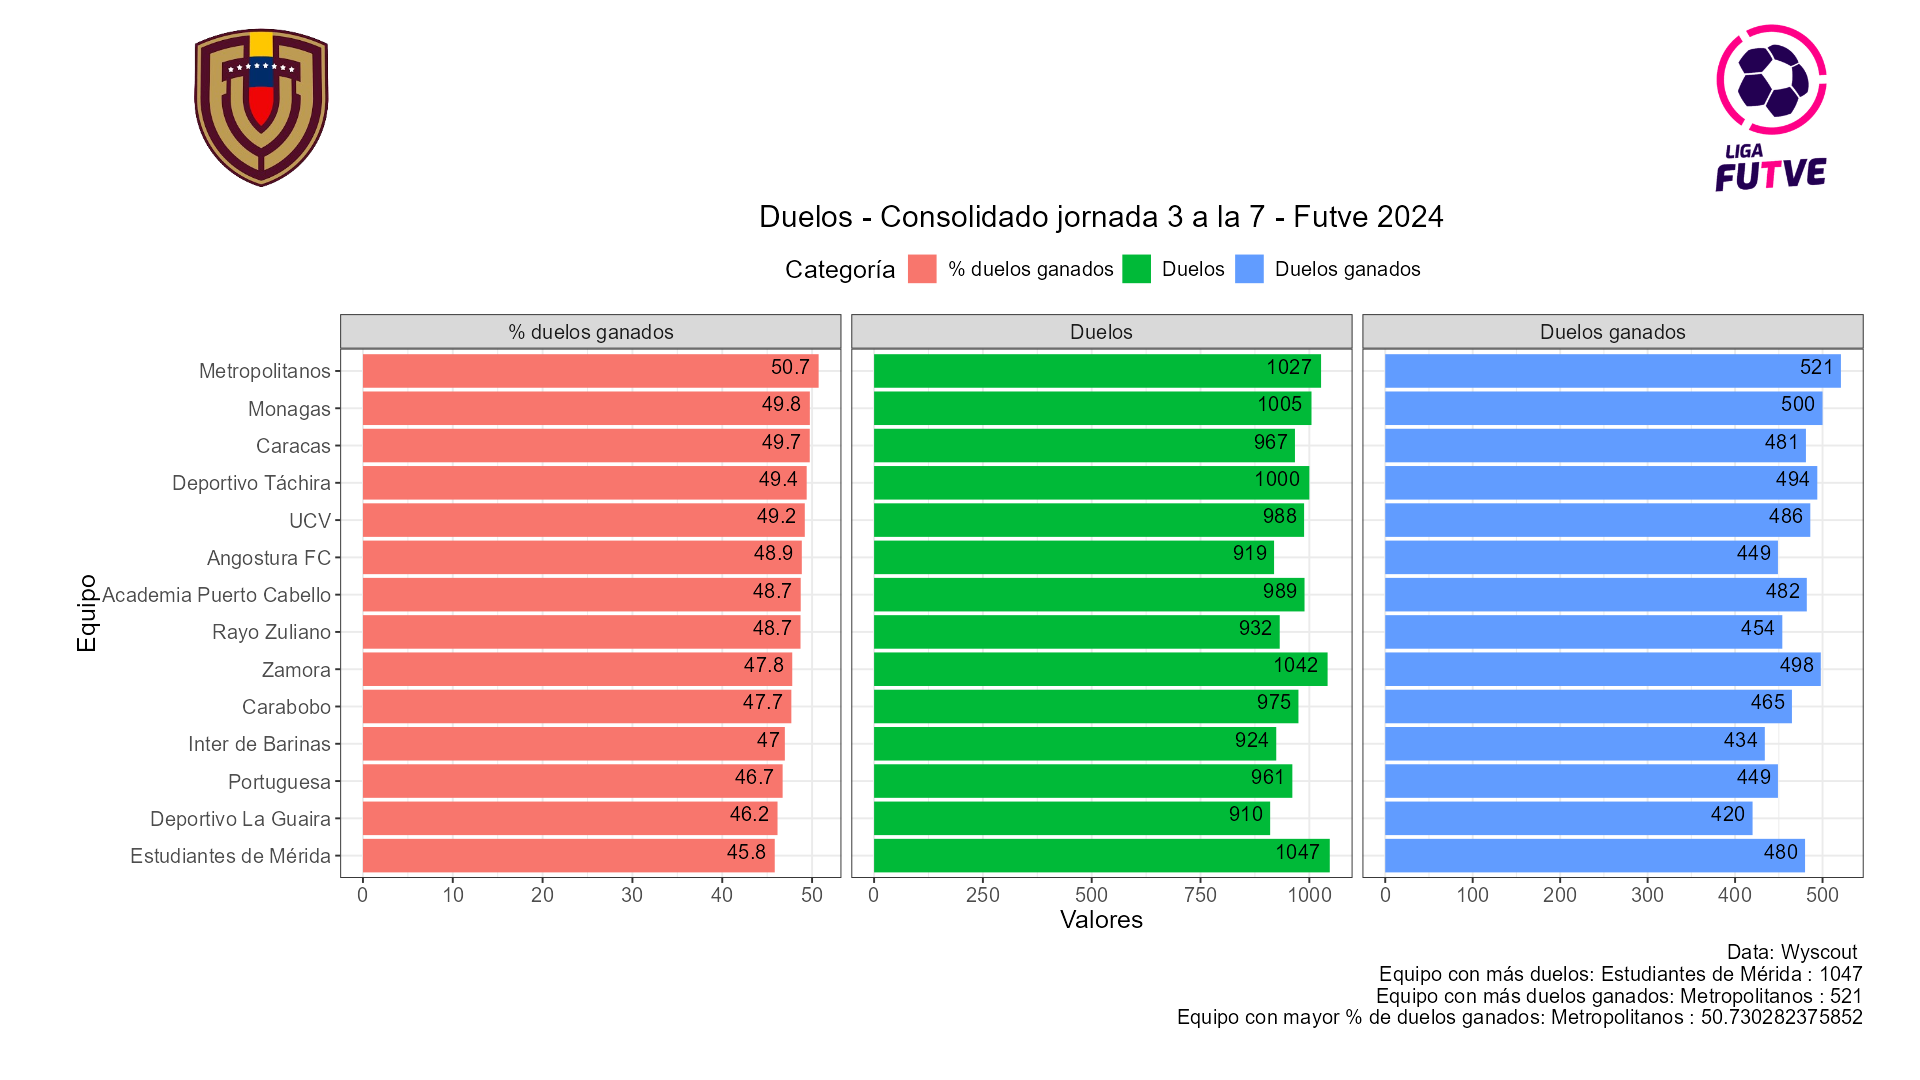 LIGA
FUTVE
Duelos - Consolidado jornada 3 a la 7 - Futve 2024
Categoría % duelos ganados Duelos Duelos ganados
% duelos ganados Duelos Duelos ganados
Equipo
Metropolitanos 50.7 1027 521
Monagas 49.8 1005 500
Caracas 49.7 967 481
Deportivo Táchira 49.4 1000 494
UCV 49.2 988 486
Angostura FC 48.9 919 449
Academia Puerto Cabello 48.7 989 482
Rayo Zuliano 48.7 932 454
Zamora 47.8 1042 498
Carabobo 47.7 975 465
Inter de Barinas 47 924 434
Portuguesa 46.7 961 449
Deportivo La Guaira 46.2 910 420
Estudiantes de Mérida 45.8 1047 480
0 10 20 30 40 50 0 250 500 750 1000 0 100 200 300 400 500
Valores
Data: Wyscout
Equipo con más duelos: Estudiantes de Mérida : 1047
Equipo con más duelos ganados: Metropolitanos : 521
Equipo con mayor % de duelos ganados: Metropolitanos : 50.730282375852